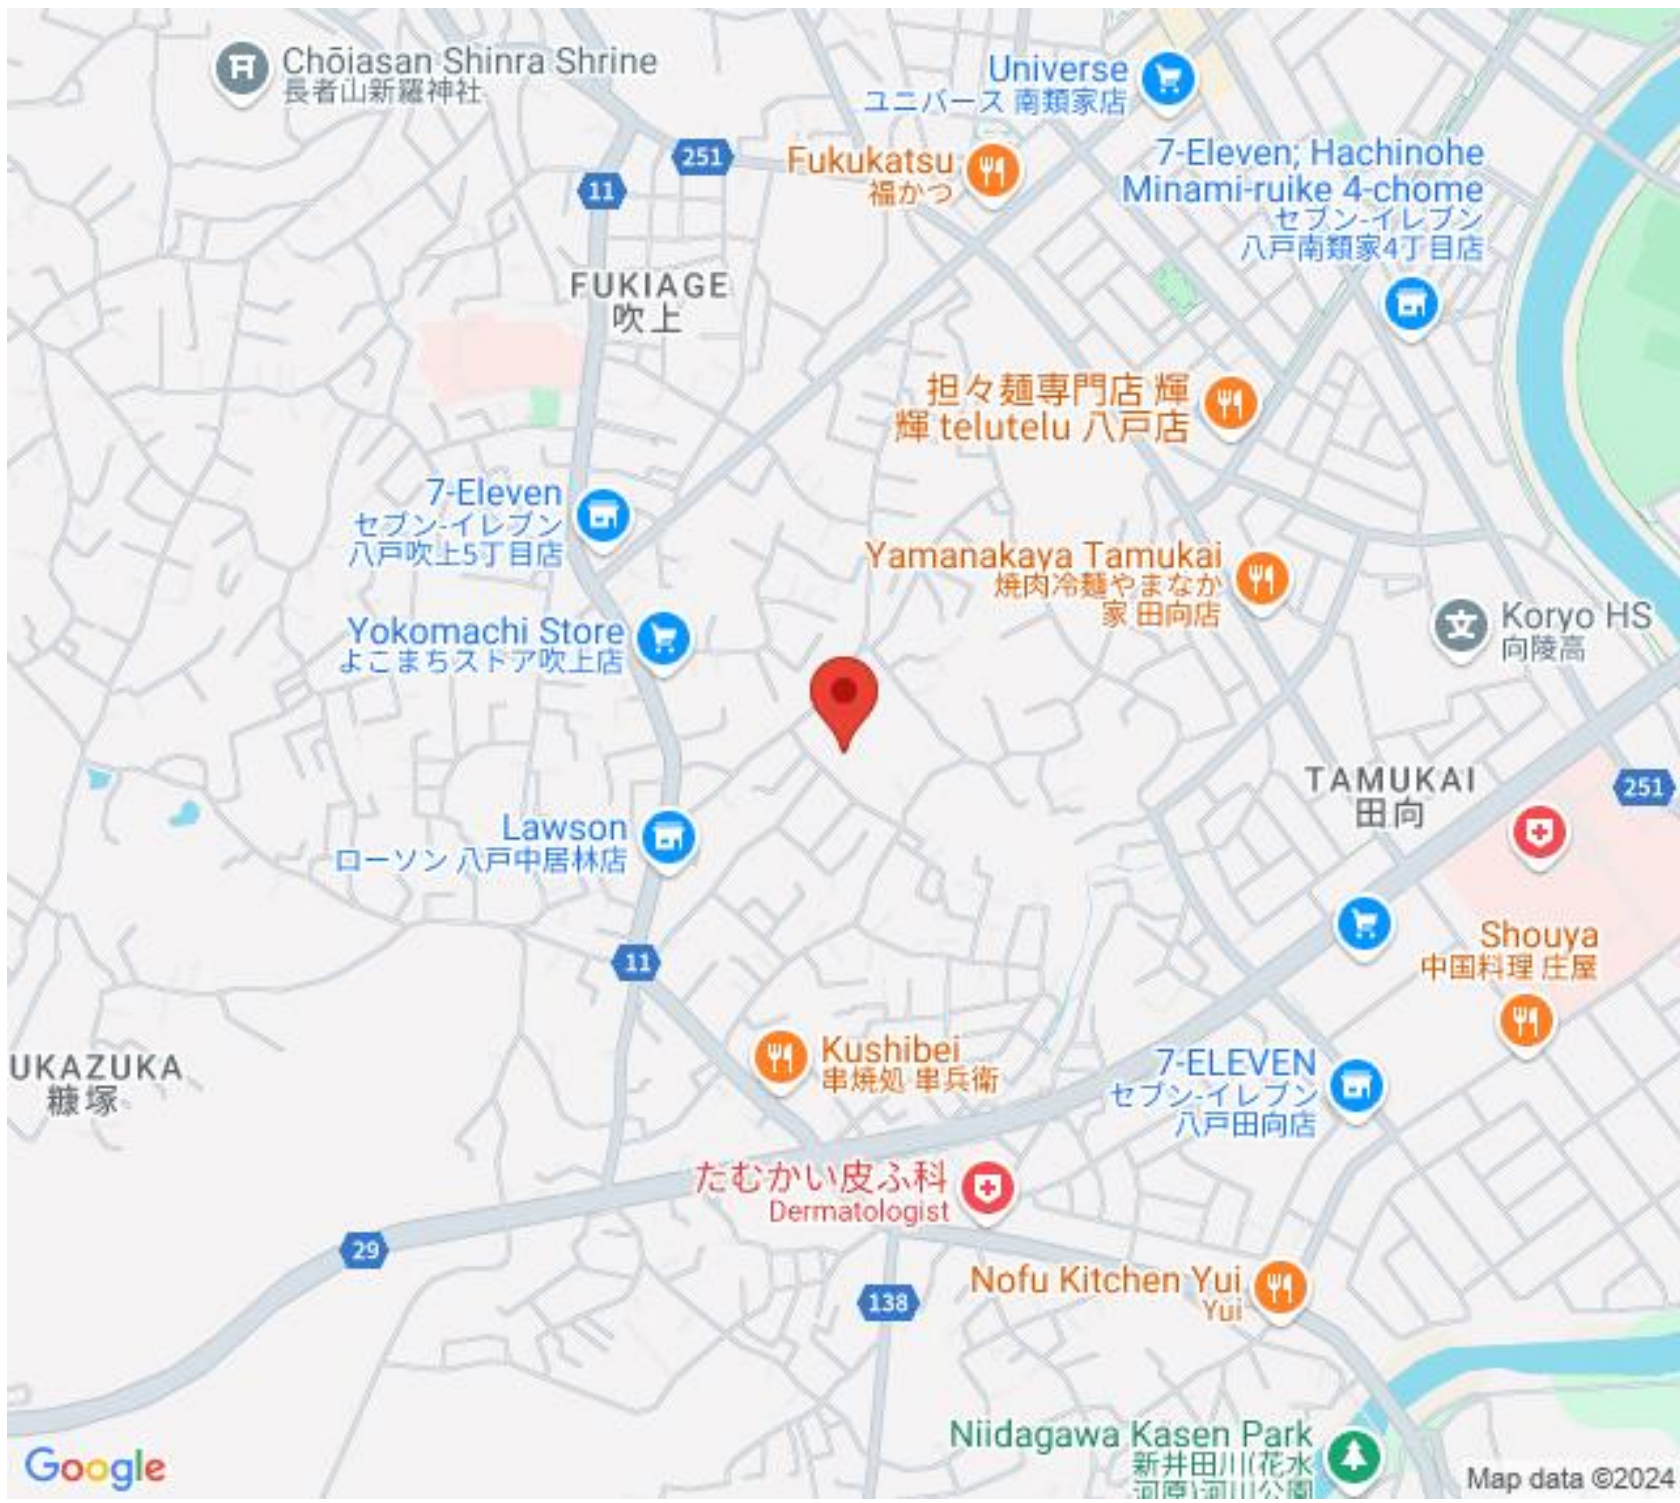 Chōiasan Shinra Shrine
長者山新羅神社
Universe
ユニバース 南類家店
251
11
Fukukatsu
福かつ
7-Eleven; Hachinohe
Minami-ruike 4-chome
セブン-イレブン
八戸南類家4丁目店
FUKIAGE
吹上
担々麺専門店 輝
輝 telutelu 八戸店
7-Eleven
セブン-イレブン
八戸吹上5丁目店
Yamanakaya Tamukai
焼肉冷麺やまなか
家 田向店
Yokomachi Store
よこまちストア吹上店
Koryo HS
向陵高
TAMUKAI
田向
251
Lawson
ローソン 八戸中居林店
11
Shouya
中国料理 庄屋
UKAZUKA
糠塚
Kushibei
串焼処 串兵衛
7-ELEVEN
セブン-イレブン
八戸田向店
たむかい皮ふ科
Dermatologist
29
138
Nofu Kitchen Yui
Yui
Niidagawa Kasen Park
新井田川(花水
河原)河川公園
Google
Map data ©2024